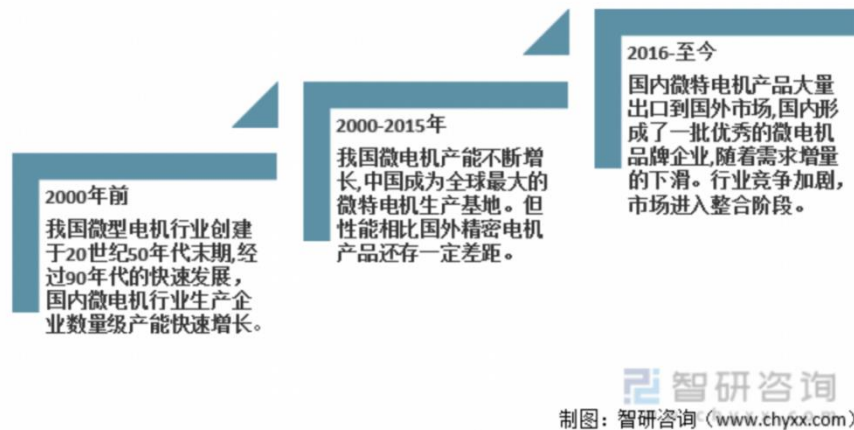 2000年前
我国微型电机行业创建
于20世纪50年代末期,经
过90年代的快速发展，
国内微电机行业生产企
业数量级产能快速增长。
2000-2015年
我国微电机产能不断增
长,中国成为全球最大的
微特电机生产基地。但
性能相比国外精密电机
产品还存一定差距。
2016-至今
国内微特电机产品大量
出口到国外市场,国内形
成了一批优秀的微电机
品牌企业,随着需求增量
的下滑。行业竞争加剧，
市场进入整合阶段。
智研咨询
www.chyxx.com
制图：智研咨询（www.chyxx.com）